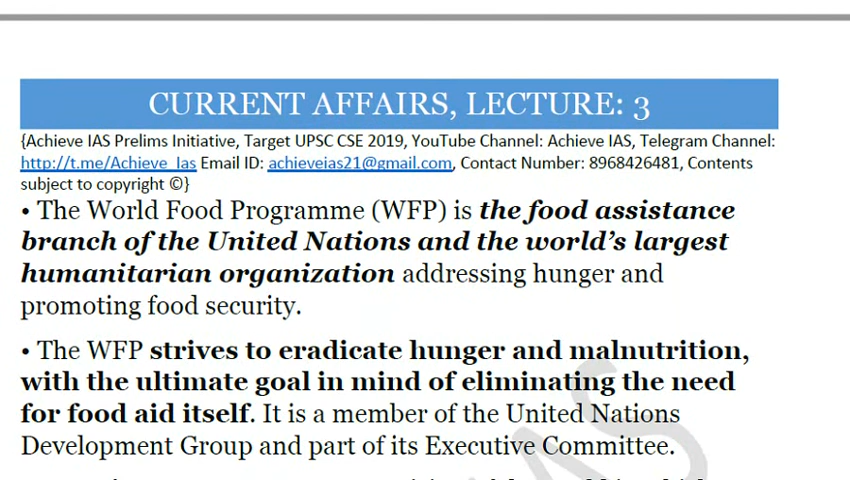 CURRENT AFFAIRS, LECTURE: 3
{Achieve IAS Prelims Initiative, Target UPSC CSE 2019, YouTube Channel: Achieve IAS, Telegram Channel:
http://t.me/Achieve_Ias Email ID: achieveias21@gmail.com, Contact Number: 8968426481, Contents
subject to copyright ©}
• The World Food Programme (WFP) is the food assistance
branch of the United Nations and the world's largest
humanitarian organization addressing hunger and
promoting food security.
• The WFP strives to eradicate hunger and malnutrition,
with the ultimate goal in mind of eliminating the need
for food aid itself. It is a member of the United Nations
Development Group and part of its Executive Committee.